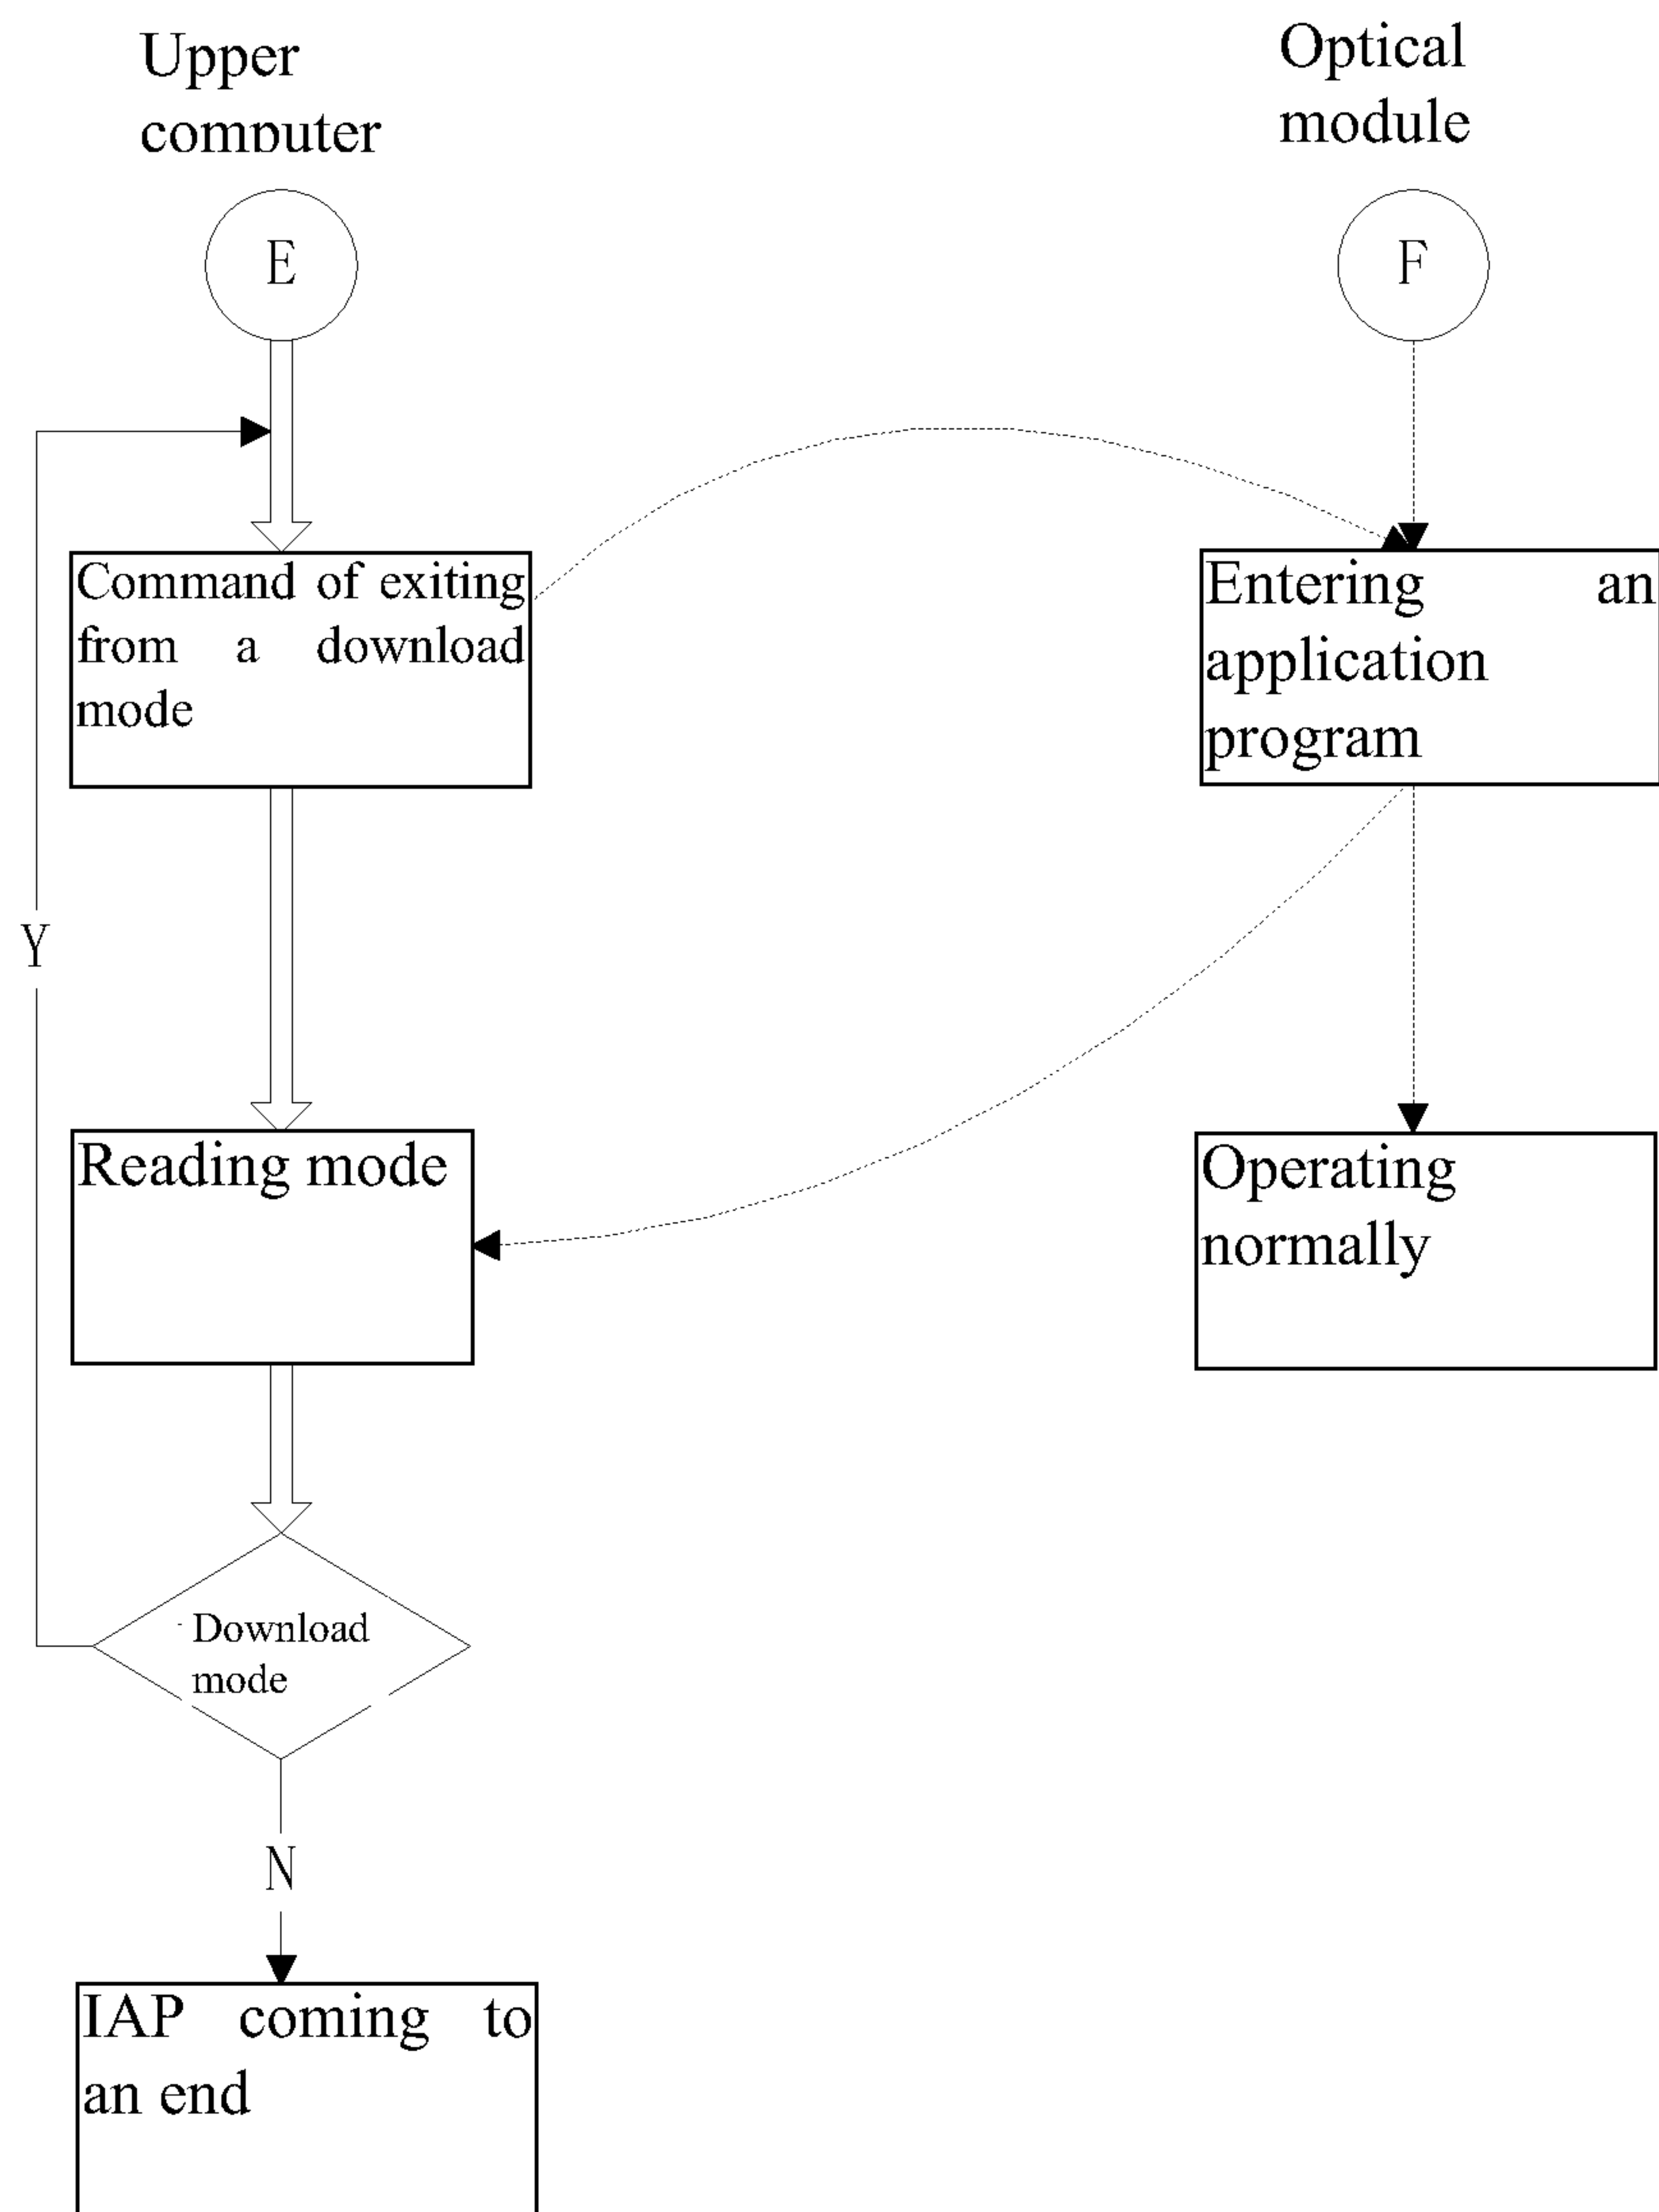 Upper
computer
Optical
module
E
F
Command of exiting
from a download
mode
Entering an
application
program
Y
Reading mode
Operating
normally
Download
mode
N
IAP coming to
an end